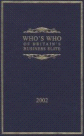 WHO'S WHO
OF BRITAIN'S
BUSINESS ELITE
2002